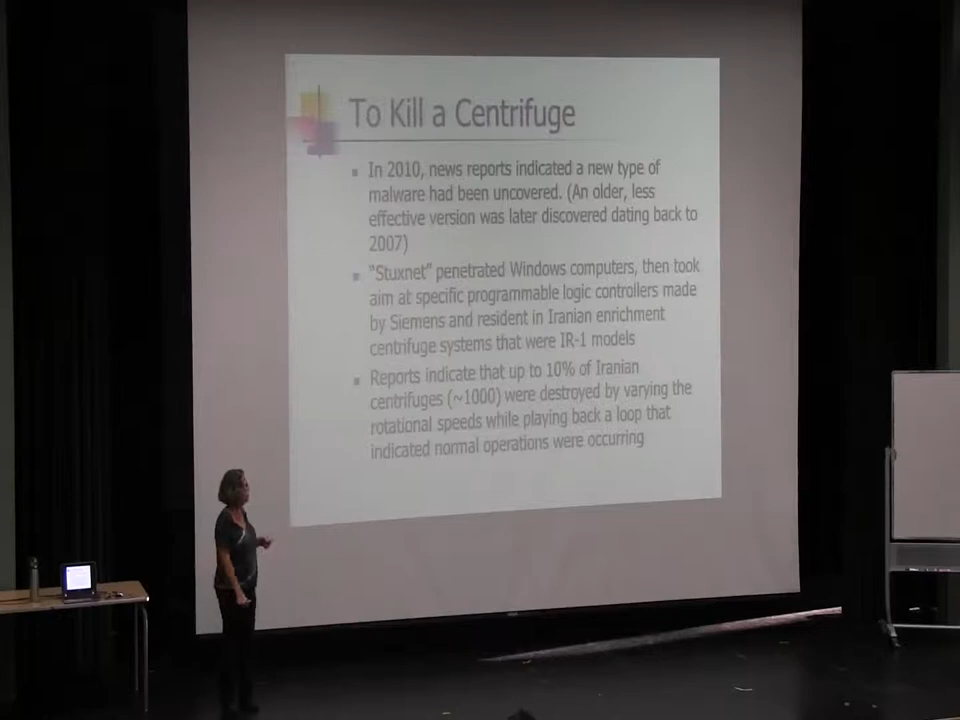 To Kill a Centrifuge
In 2010, news reports indicated a new type of
malware had been uncovered. (An older, less
effective version was later discovered dating back to
2007)
"Stuxnet" penetrated Windows computers, then took
aim at specific programmable logic controllers made
by Siemens and resident in Iranian enrichment
centrifuge systems that were IR-1 models
Reports indicate that up to 10% of Iranian
centrifuges (~1000) were destroyed by varying the
rotational speeds while playing back a loop that
indicated normal operations were occurring